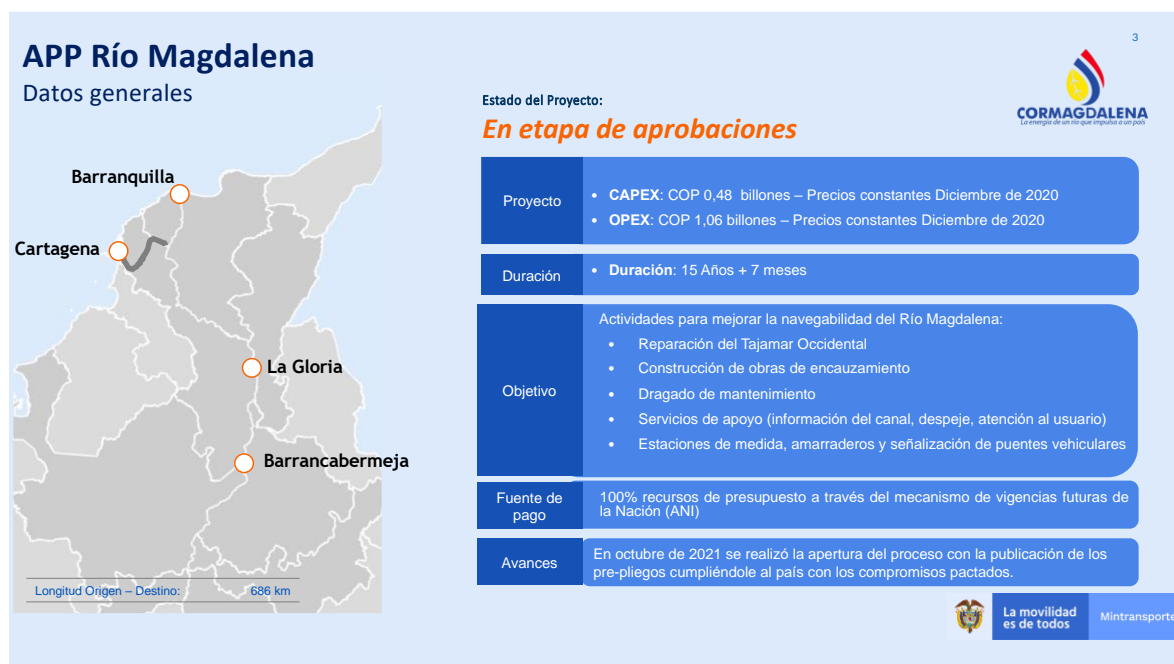 3
APP Río Magdalena
Datos generales
CORMAGDALENA
La energía de un río que impulsa a un país
Estado del Proyecto:
En etapa de aprobaciones
Barranquilla
Cartagena
La Gloria
Barrancabermeja
Longitud Origen – Destino: 686 km
Proyecto
• CAPEX: COP 0,48 billones – Precios constantes Diciembre de 2020
• OPEX: COP 1,06 billones – Precios constantes Diciembre de 2020
Duración
• Duración: 15 Años + 7 meses
Objetivo
Actividades para mejorar la navegabilidad del Río Magdalena:
• Reparación del Tajamar Occidental
• Construcción de obras de encauzamiento
• Dragado de mantenimiento
• Servicios de apoyo (información del canal, despeje, atención al usuario)
• Estaciones de medida, amarraderos y señalización de puentes vehiculares
Fuente de
pago
100% recursos de presupuesto a través del mecanismo de vigencias futuras de
la Nación (ANI)
Avances
En octubre de 2021 se realizó la apertura del proceso con la publicación de los
pre-pliegos cumpliéndole al país con los compromisos pactados.
La movilidad
es de todos
Mintransporte